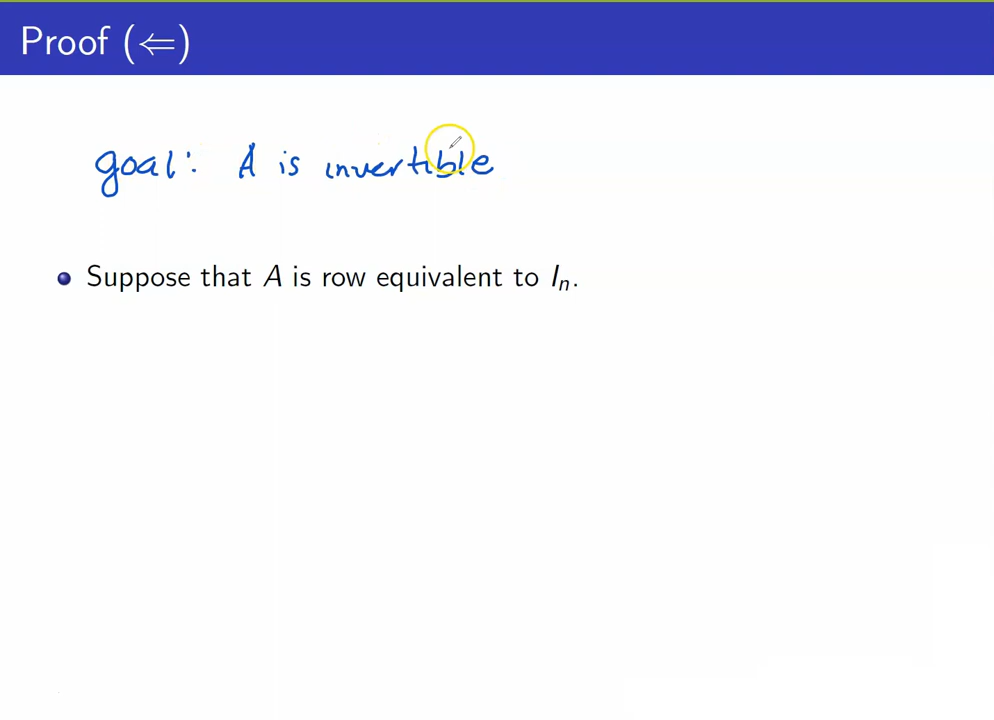 Proof (⇐)
goal: A is invertible
Suppose that A is row equivalent to Iₙ.